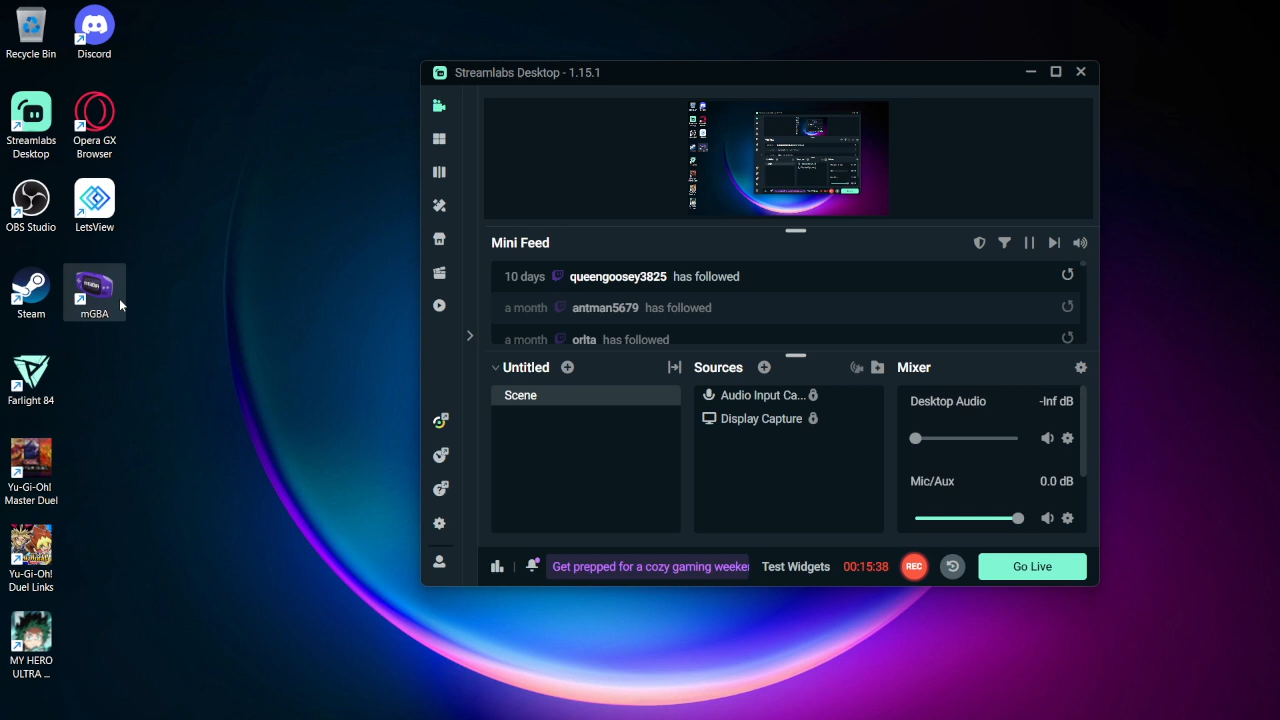 Recycle Bin
Discord
Streamlabs
Desktop
Opera GX
Browser
OBS Studio
LetsView
Steam
mGBA
Farlight 84
Yu-Gi-Oh!
Master Duel
Yu-Gi-Oh!
Duel Links
MY HERO
ULTRA ...
Streamlabs Desktop - 1.15.1
Mini Feed
10 days queengoosey3825 has followed
a month antman5679 has followed
a month orlta has followed
Untitled
Scene
Sources
Audio Input Ca...
Display Capture
Mixer
Desktop Audio -Inf dB
Mic/Aux 0.0 dB
Get prepped for a cozy gaming weeke
Test Widgets
00:15:38
REC
Go Live